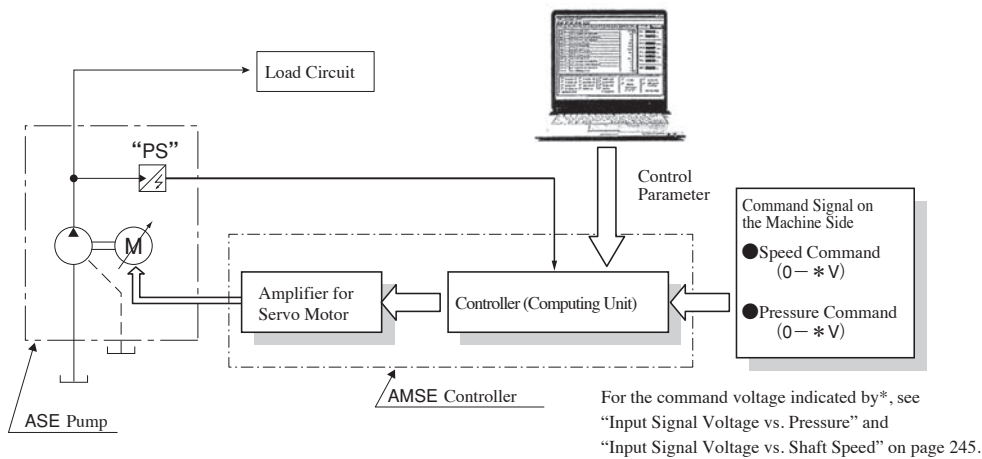 Load Circuit
“PS”
M
Control
Parameter
Command Signal on
the Machine Side
●Speed Command
(0－＊V)
●Pressure Command
(0－＊V)
Amplifier for
Servo Motor
Controller (Computing Unit)
AMSE Controller
ASE Pump
For the command voltage indicated by*, see
“Input Signal Voltage vs. Pressure” and
“Input Signal Voltage vs. Shaft Speed” on page 245.